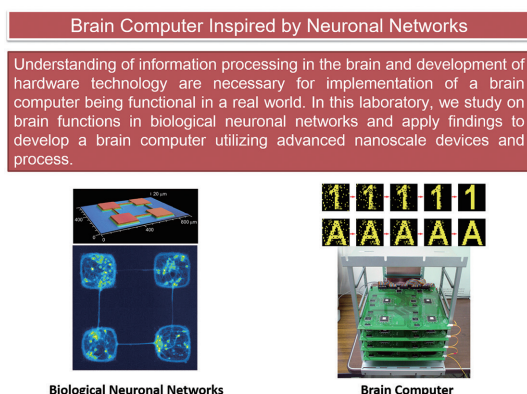 Brain Computer Inspired by Neuronal Networks
Understanding of information processing in the brain and development of
hardware technology are necessary for implementation of a brain
computer being functional in a real world. In this laboratory, we study on
brain functions in biological neuronal networks and apply findings to
develop a brain computer utilizing advanced nanoscale devices and
process.
1 1 1 1 1
A A A A A
20 μm
400
0
0
400
600 μm
Biological Neuronal Networks
Brain Computer